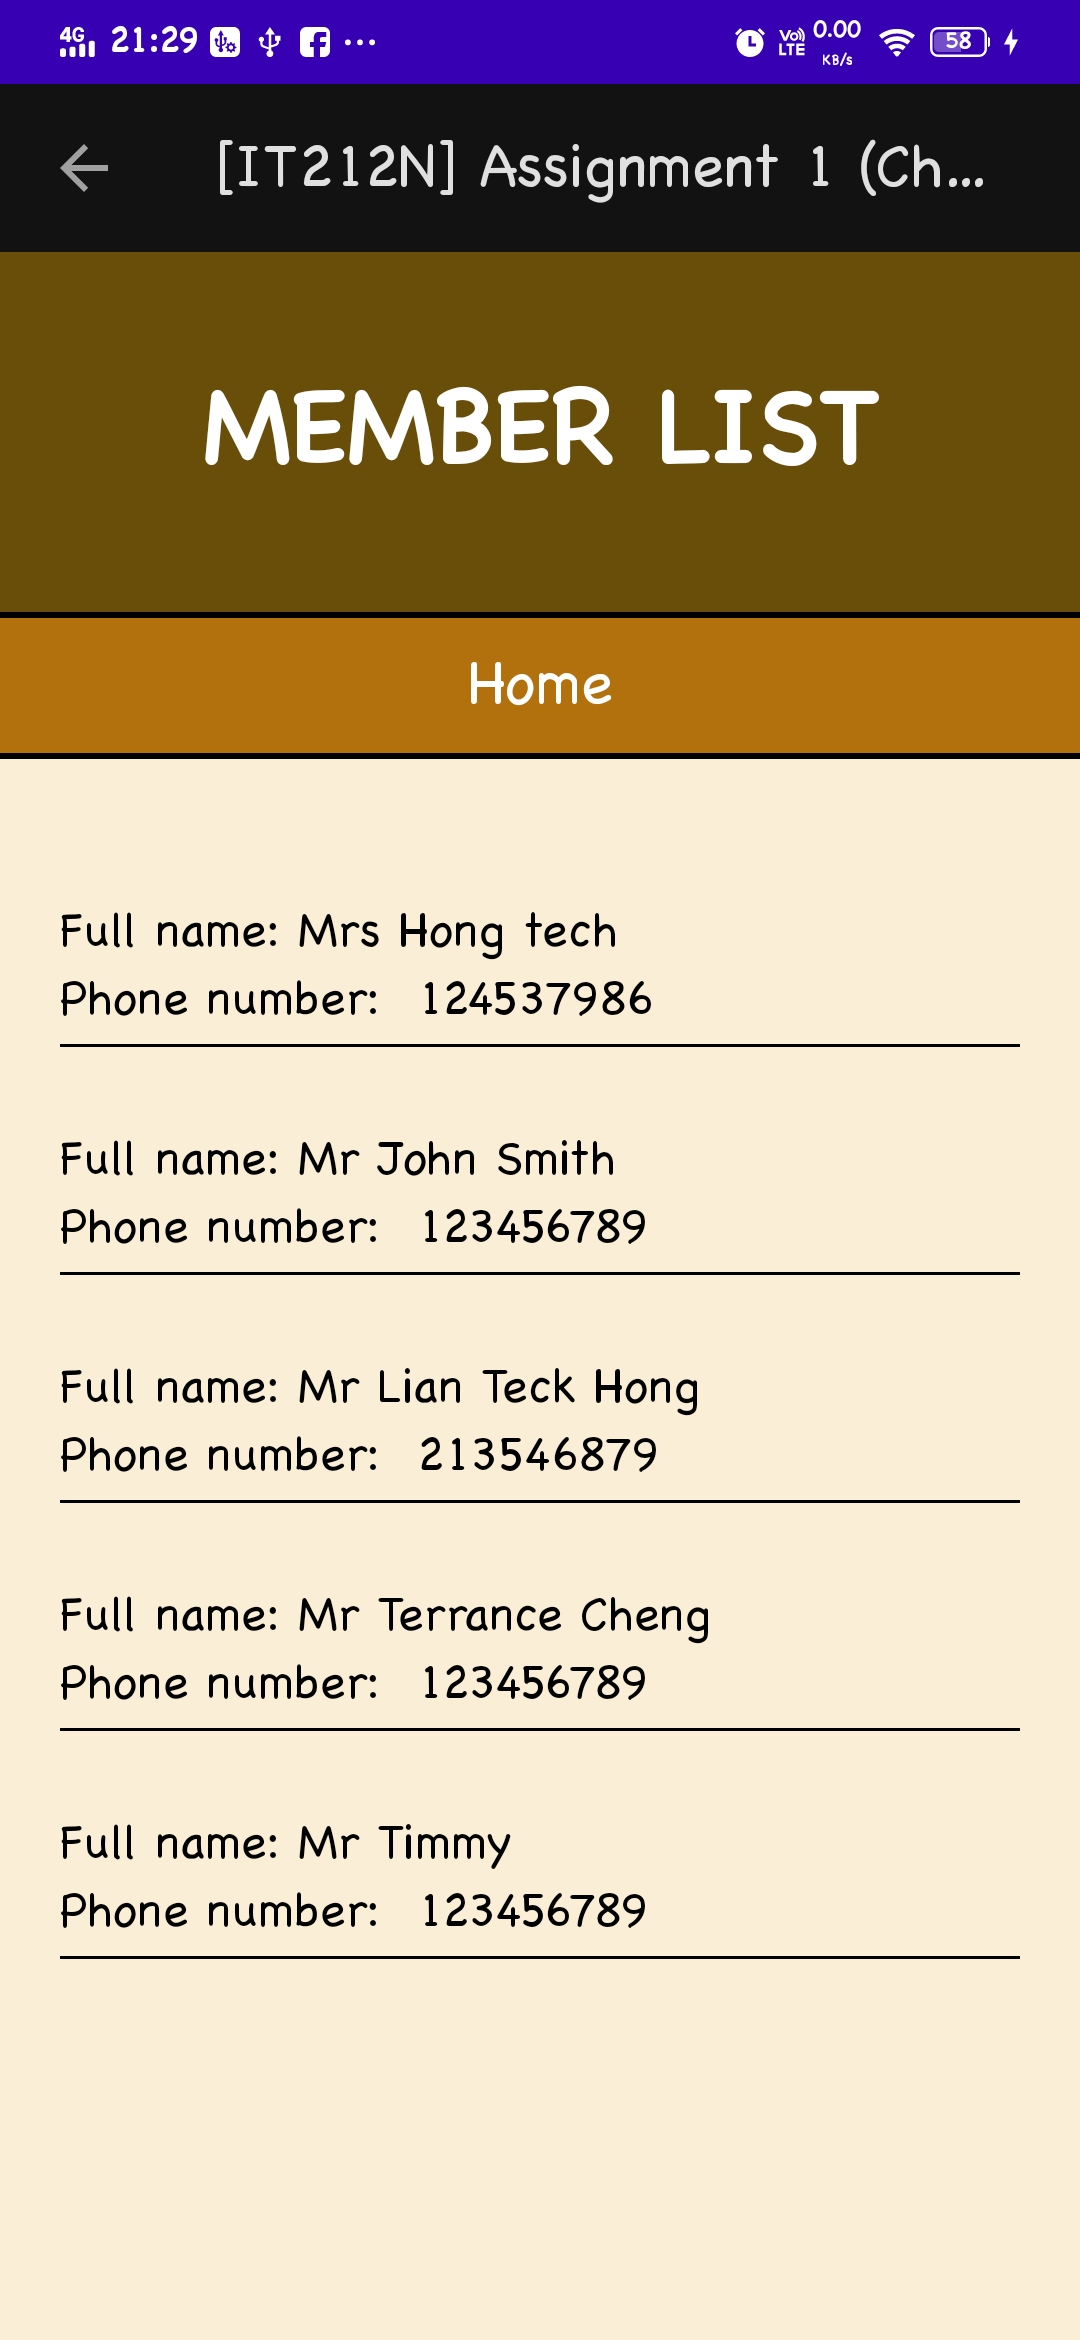 4G 21:29 ... Vo) LTE 0.00 KB/s 58
[IT212N] Assignment 1 (Ch...
MEMBER LIST
Home
Full name: Mrs Hong tech
Phone number: 124537986
Full name: Mr John Smith
Phone number: 123456789
Full name: Mr Lian Teck Hong
Phone number: 213546879
Full name: Mr Terrance Cheng
Phone number: 123456789
Full name: Mr Timmy
Phone number: 123456789